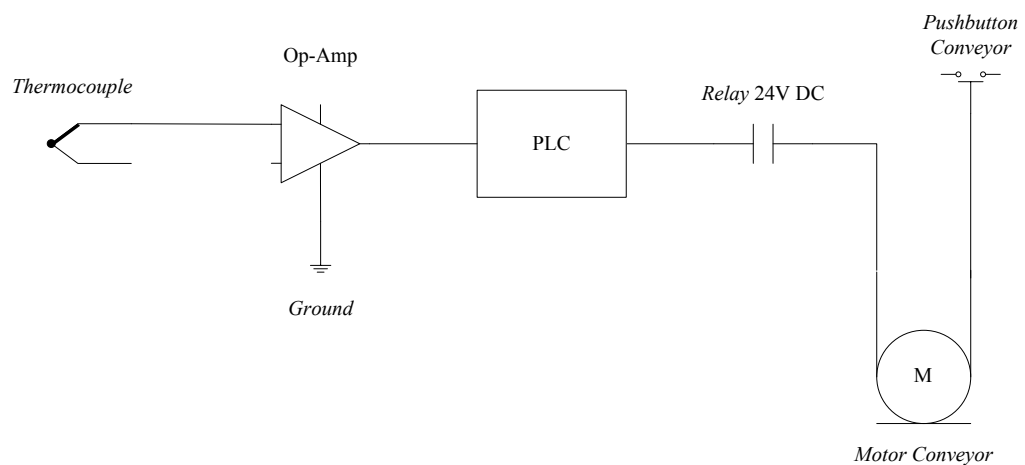 Pushbutton
Conveyor
Op-Amp
Thermocouple
Relay 24V DC
PLC
Ground
M
Motor Conveyor